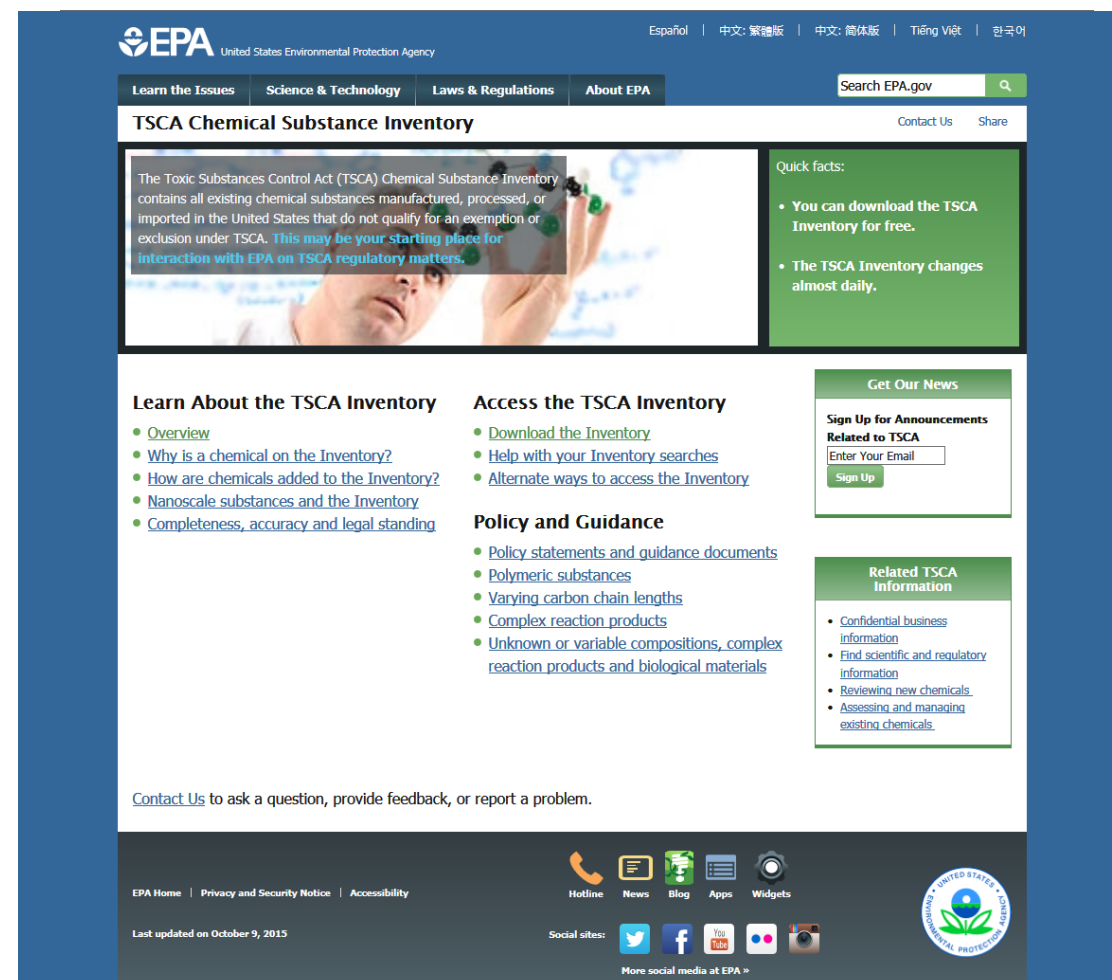 EPA United States Environmental Protection Agency
Español | 中文: 繁體版 | 中文: 简体版 | Tiếng Việt | 한국어
Learn the Issues Science & Technology Laws & Regulations About EPA
Search EPA.gov
TSCA Chemical Substance Inventory
Contact Us Share
The Toxic Substances Control Act (TSCA) Chemical Substance Inventory
contains all existing chemical substances manufactured, processed, or
imported in the United States that do not qualify for an exemption or
exclusion under TSCA. This may be your starting place for
interaction with EPA on TSCA regulatory matters.
Quick facts:
• You can download the TSCA
Inventory for free.
• The TSCA Inventory changes
almost daily.
Learn About the TSCA Inventory
• Overview
• Why is a chemical on the Inventory?
• How are chemicals added to the Inventory?
• Nanoscale substances and the Inventory
• Completeness, accuracy and legal standing
Access the TSCA Inventory
• Download the Inventory
• Help with your Inventory searches
• Alternate ways to access the Inventory
Policy and Guidance
• Policy statements and guidance documents
• Polymeric substances
• Varying carbon chain lengths
• Complex reaction products
• Unknown or variable compositions, complex
reaction products and biological materials
Get Our News
Sign Up for Announcements
Related to TSCA
Enter Your Email
Sign Up
Related TSCA
Information
• Confidential business
information
• Find scientific and regulatory
information
• Reviewing new chemicals
• Assessing and managing
existing chemicals
Contact Us to ask a question, provide feedback, or report a problem.
EPA Home | Privacy and Security Notice | Accessibility
Last updated on October 9, 2015
Hotline News Blog Apps Widgets
Social sites:
You
Tube
More social media at EPA »
UNITED STATES
ENVIRONMENTAL PROTECTION AGENCY